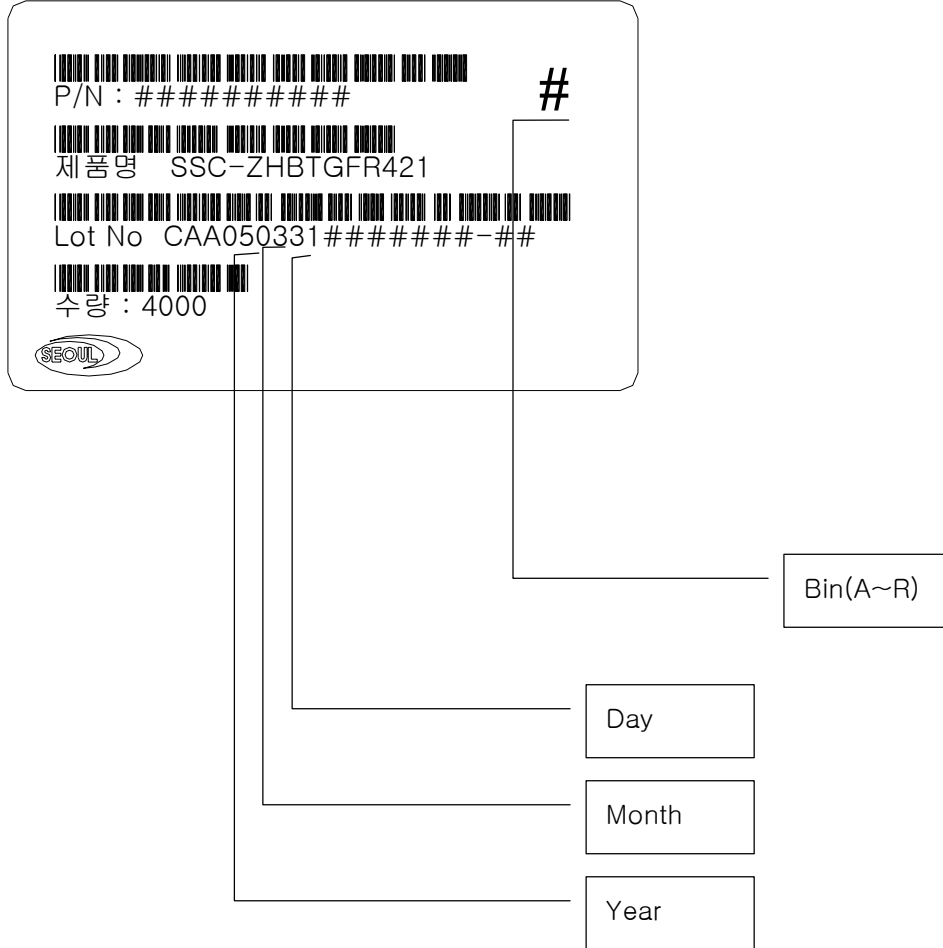 P/N : ##########
#
제품명 SSC-ZHBTGFR421
Lot No CAA050331#######-##
수량 : 4000
SEOUL
Bin(A~R)
Day
Month
Year